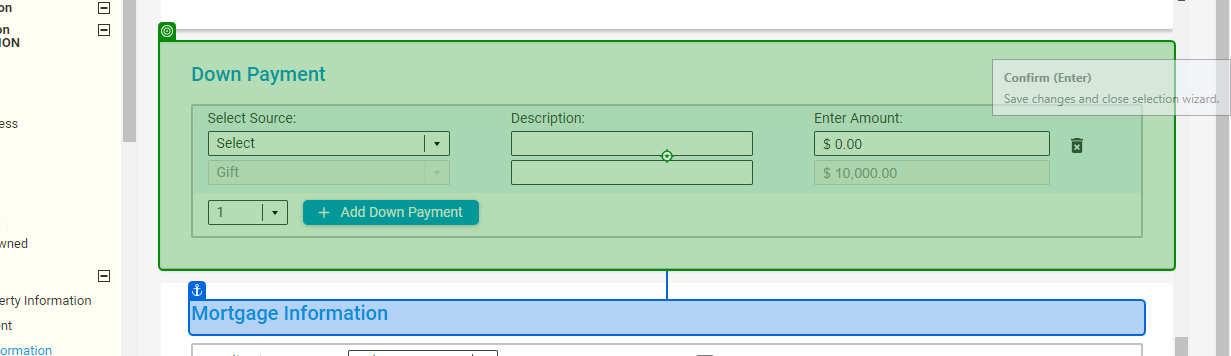 on
on
ION
ess
wned
erty Information
nt
ormation
Down Payment
Confirm (Enter)
Save changes and close selection wizard.
Select Source:
Description:
Enter Amount:
Select
$ 0.00
Gift
$ 10,000.00
1
+ Add Down Payment
Mortgage Information